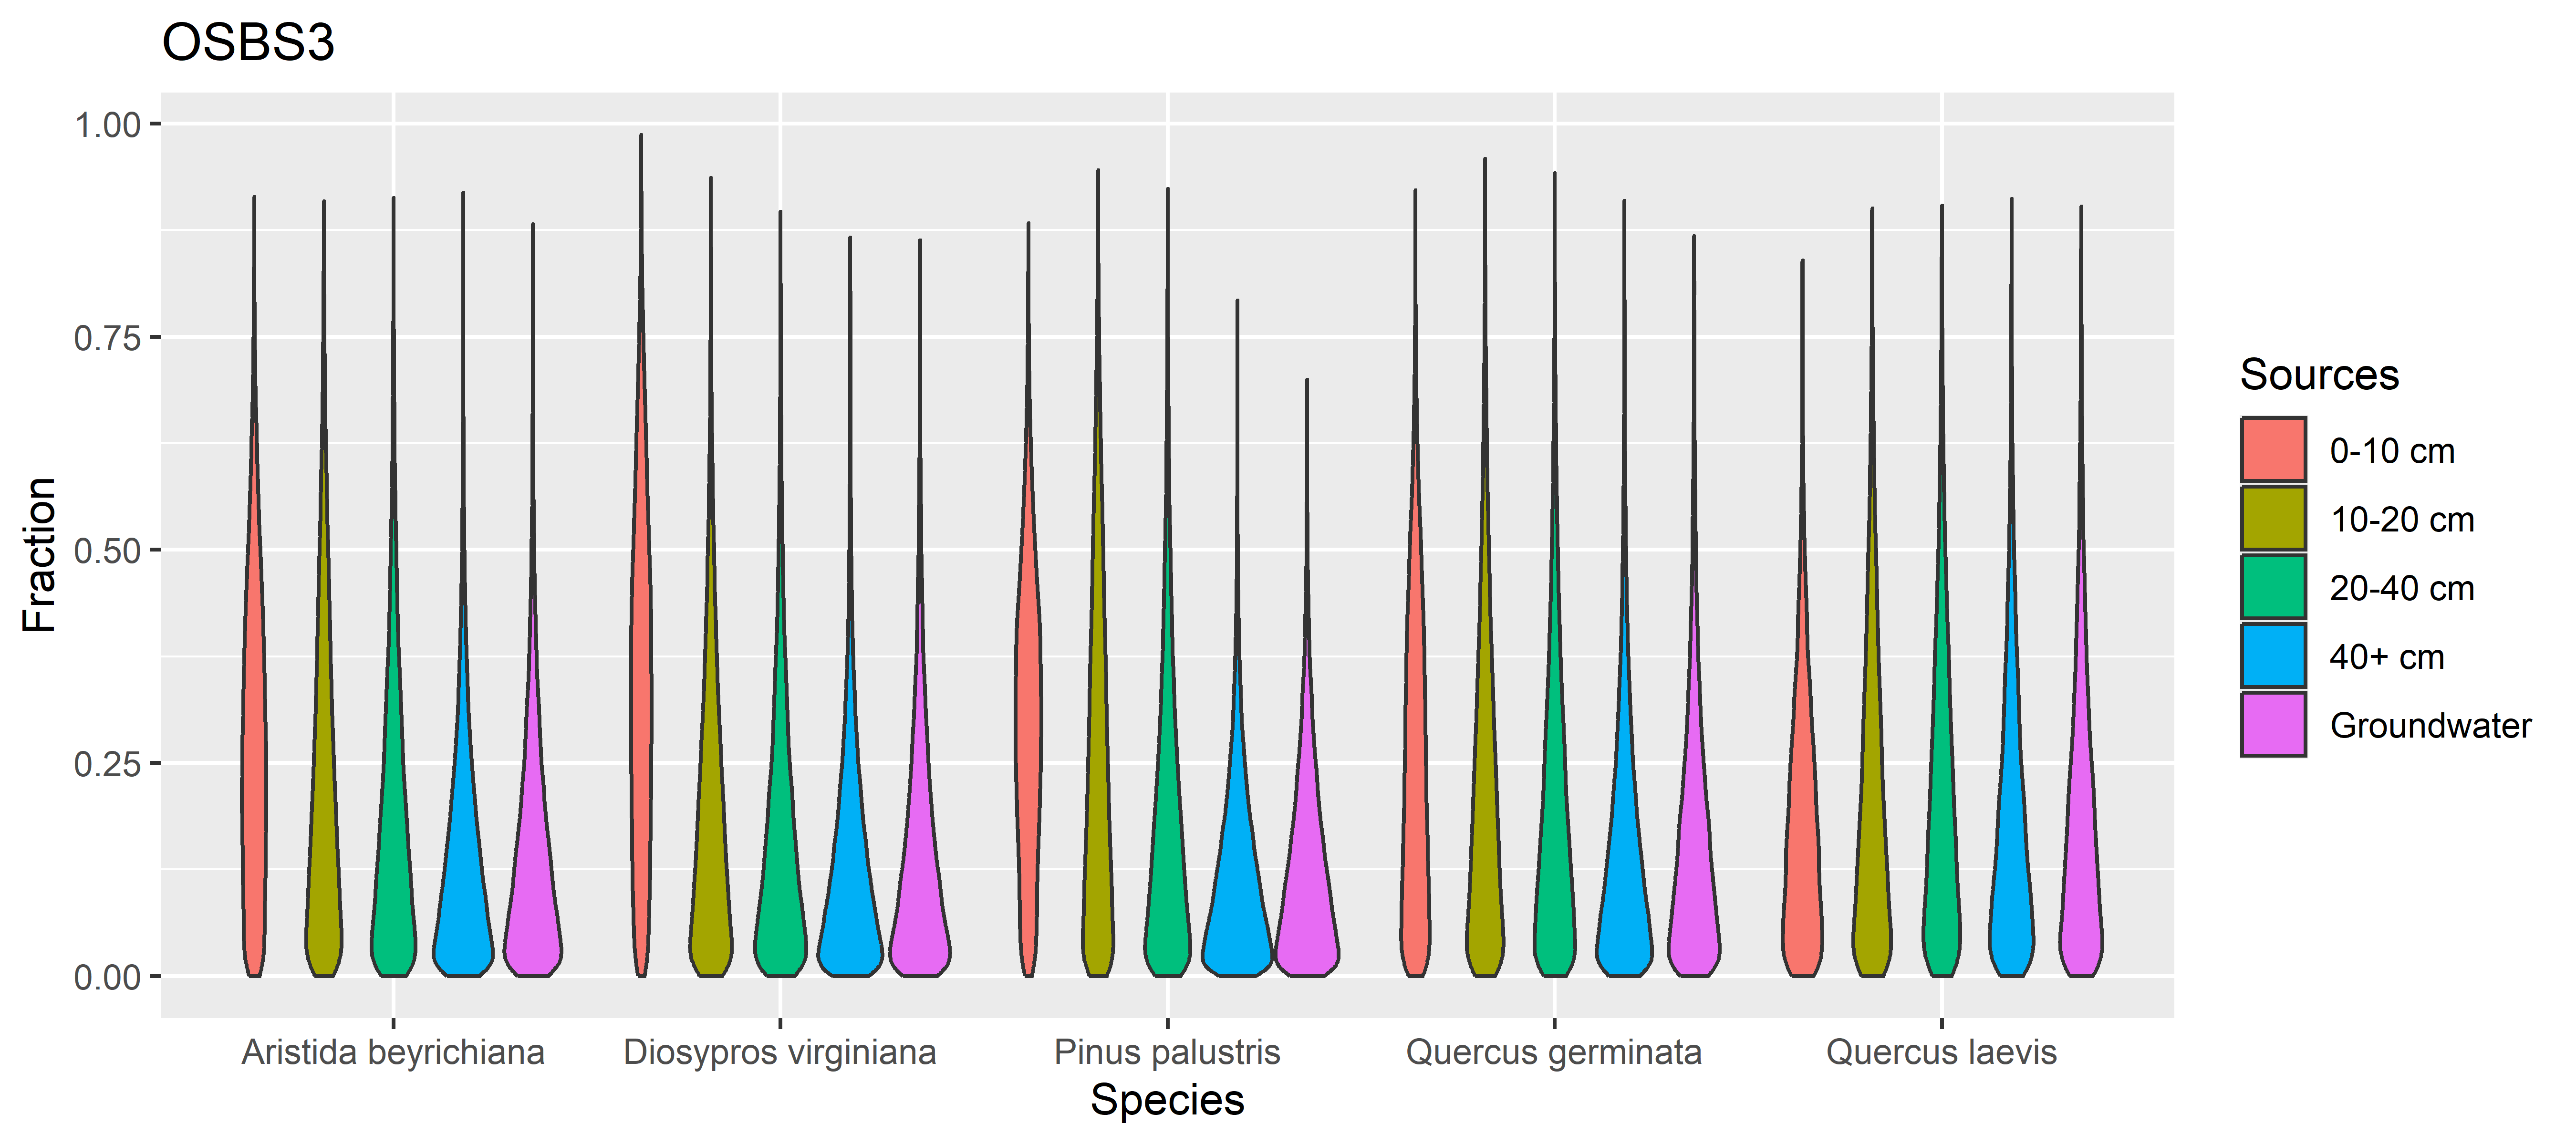 OSBS3
1.00
0.75
0.50
0.25
0.00
Fraction
Aristida beyrichiana
Diosypros virginiana
Pinus palustris
Quercus germinata
Quercus laevis
Species
Sources
0-10 cm
10-20 cm
20-40 cm
40+ cm
Groundwater